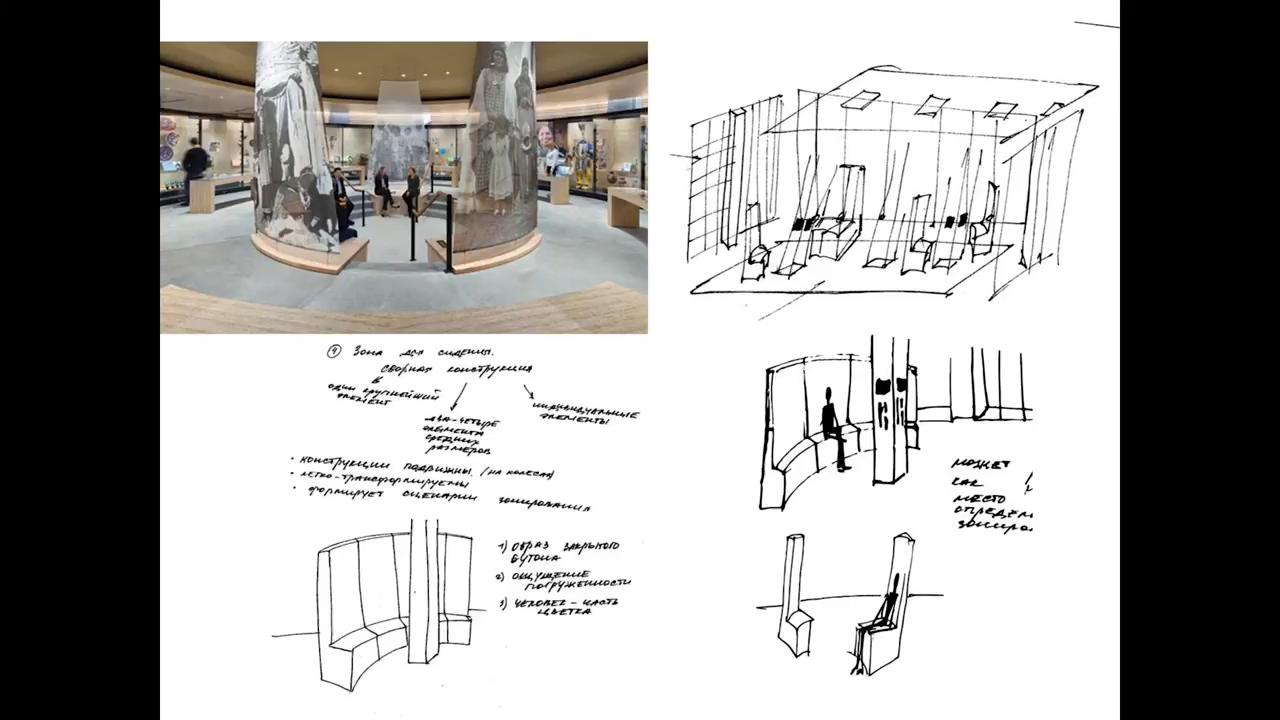 ④ Зона для сидения.
сборная конструкция
один крупнейший
элемент
два-четыре
элемента
средних
размеров
индивидуальные
элементы
• конструкции подвижны (на колесах)
• легко-трансформируемы
• формирует сценарии зонирования
1) образ закрытого
бутона
2) ощущение
погруженности
3) человек – часть
цветка
может
как
место
определ
зониро